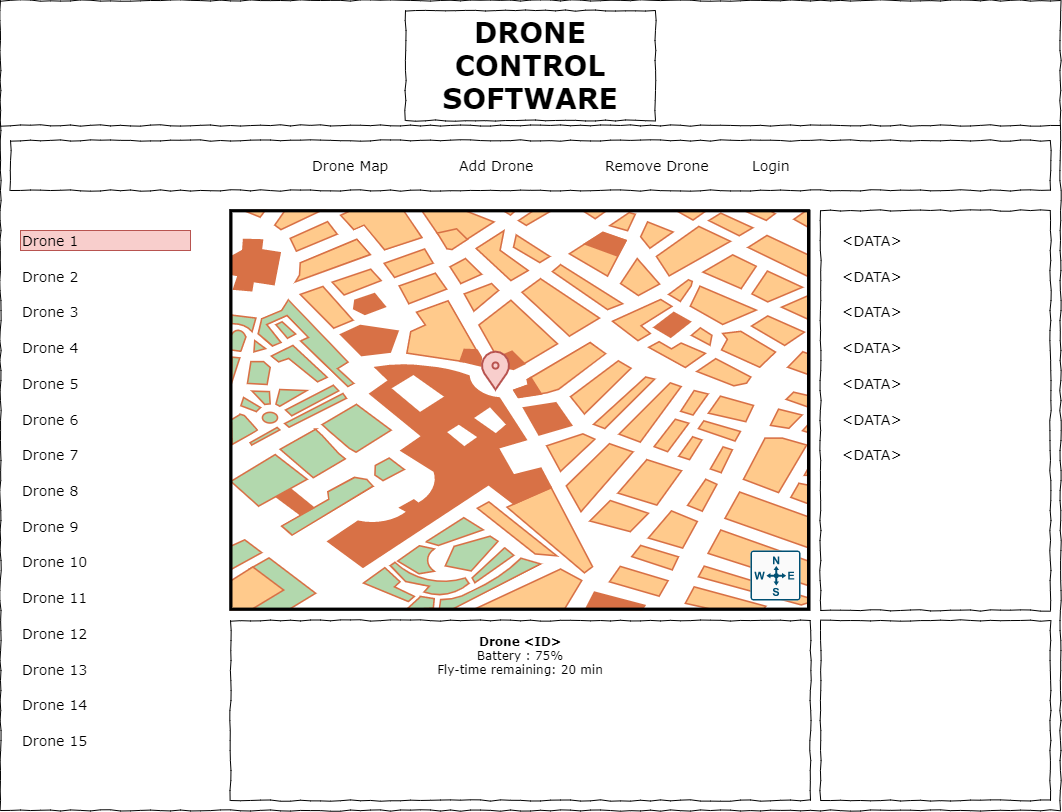 DRONE
CONTROL
SOFTWARE
Drone Map
Add Drone
Remove Drone
Login
Drone 1
Drone 2
Drone 3
Drone 4
Drone 5
Drone 6
Drone 7
Drone 8
Drone 9
Drone 10
Drone 11
Drone 12
Drone 13
Drone 14
Drone 15
N
W
E
S
<DATA>
<DATA>
<DATA>
<DATA>
<DATA>
<DATA>
<DATA>
Drone <ID>
Battery : 75%
Fly-time remaining: 20 min